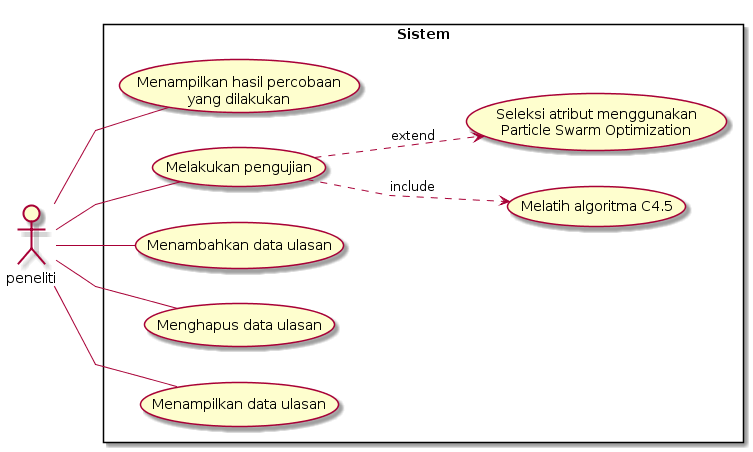 Sistem
Menampilkan hasil percobaan
yang dilakukan
Seleksi atribut menggunakan
Particle Swarm Optimization
extend
Melakukan pengujian
include
Melatih algoritma C4.5
Menambahkan data ulasan
peneliti
Menghapus data ulasan
Menampilkan data ulasan